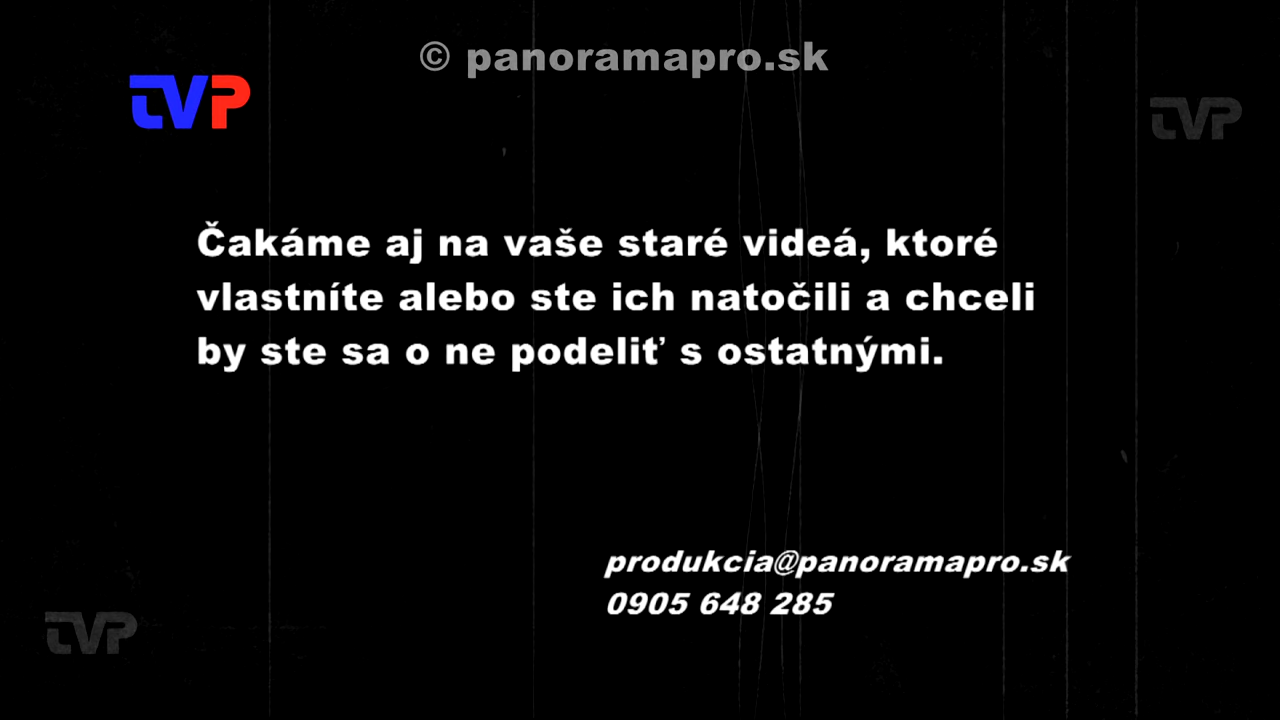 © panoramapro.sk
TVP
TVP
Čakáme aj na vaše staré videá, ktoré
vlastníte alebo ste ich natočili a chceli
by ste sa o ne podeliť s ostatnými.
produkcia@panoramapro.sk
0905 648 285
TVP